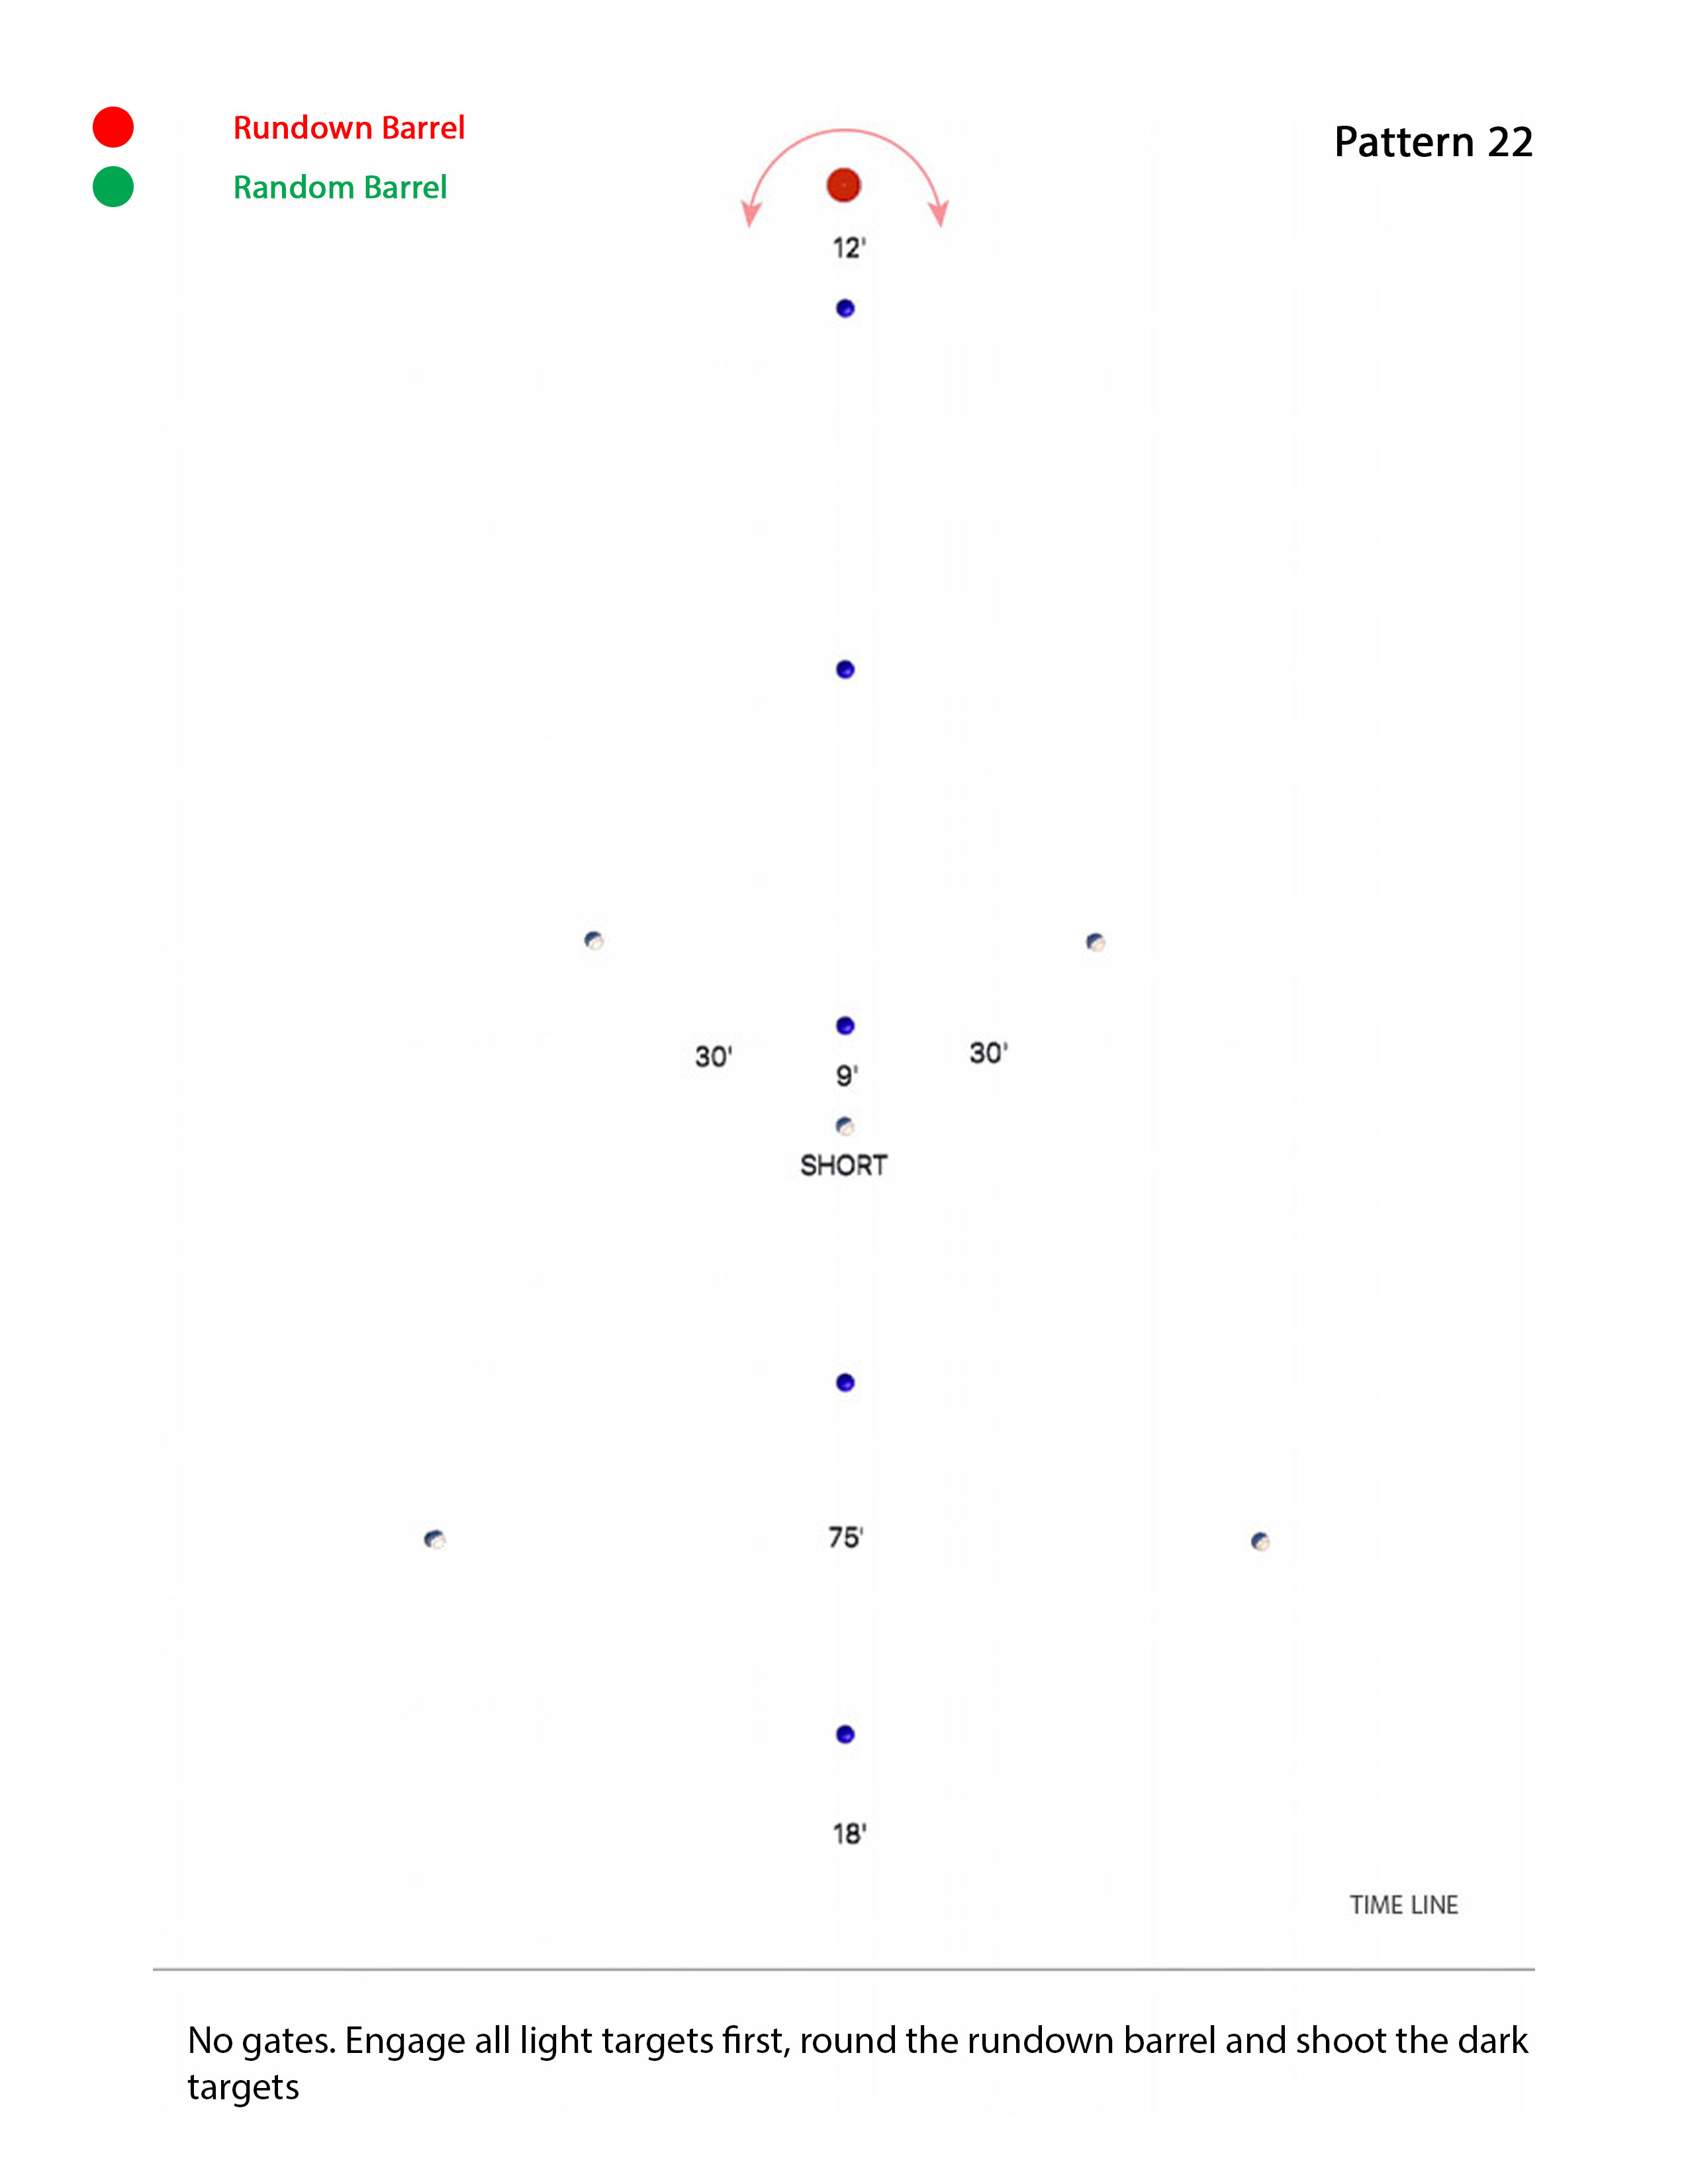 Rundown Barrel
Pattern 22
Random Barrel
12'
30'
30'
9'
SHORT
75'
18'
TIME LINE
No gates. Engage all light targets first, round the rundown barrel and shoot the dark
targets